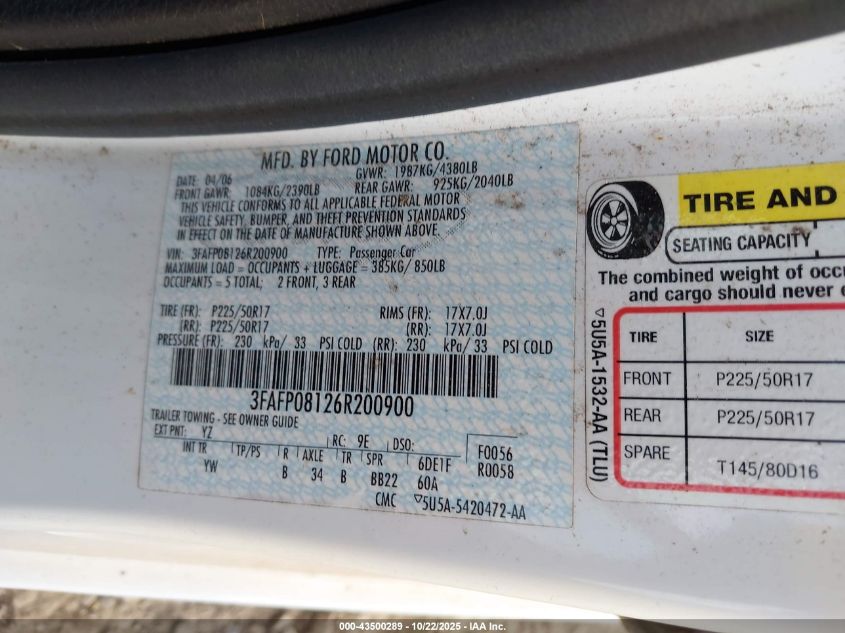 MFD. BY FORD MOTOR CO.
DATE: 04/06 GVWR: 1987KG/4380LB
FRONT GAWR: 1084KG/2390LB REAR GAWR: 925KG/2040LB
THIS VEHICLE CONFORMS TO ALL APPLICABLE FEDERAL MOTOR
VEHICLE SAFETY, BUMPER, AND THEFT PREVENTION STANDARDS
IN EFFECT ON THE DATE OF MANUFACTURE SHOWN ABOVE.
VIN: 3FAFP08126R200900 TYPE: Passenger Car
MAXIMUM LOAD = OCCUPANTS + LUGGAGE = 385KG/850LB
OCCUPANTS = 5 TOTAL; 2 FRONT, 3 REAR
TIRE (FR): P225/50R17 RIMS (FR): 17X7.0J
(RR): P225/50R17 (RR): 17X7.0J
PRESSURE (FR): 230 kPa/ 33 PSI COLD (RR): 230 kPa/ 33 PSI COLD
3FAFP08126R200900
TRAILER TOWING - SEE OWNER GUIDE
EXT PNT: YZ RC: 9E DSO: F0056
INT TR TP/PS R AXLE TR SPR 6DE1F R0058
YW B 34 B BB22 60A
CMC ▽5U5A-5420472-AA
TIRE AND
SEATING CAPACITY
The combined weight of occu
and cargo should never e
TIRE SIZE
FRONT P225/50R17
REAR P225/50R17
SPARE T145/80D16
▽5U5A-1532-AA (TLU)
000-43500289 - 10/22/2025 - IAA Inc.